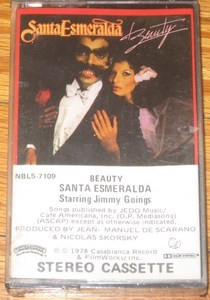 Santa Esmeralda
Beauty
NBL5-7109
BEAUTY
SANTA ESMERALDA
Starring Jimmy Goings
Songs published by JEDO Music/
Cafe Americana, Inc. (O.P. Mediasong)
(ASCAP) except as otherwise
indicated.
PRODUCED BY JEAN-MANUEL DE SCARANO
& NICOLAS SKORSKY
© ℗ 1978 Casablanca Record
& FilmWorks, Inc.
STEREO CASSETTE